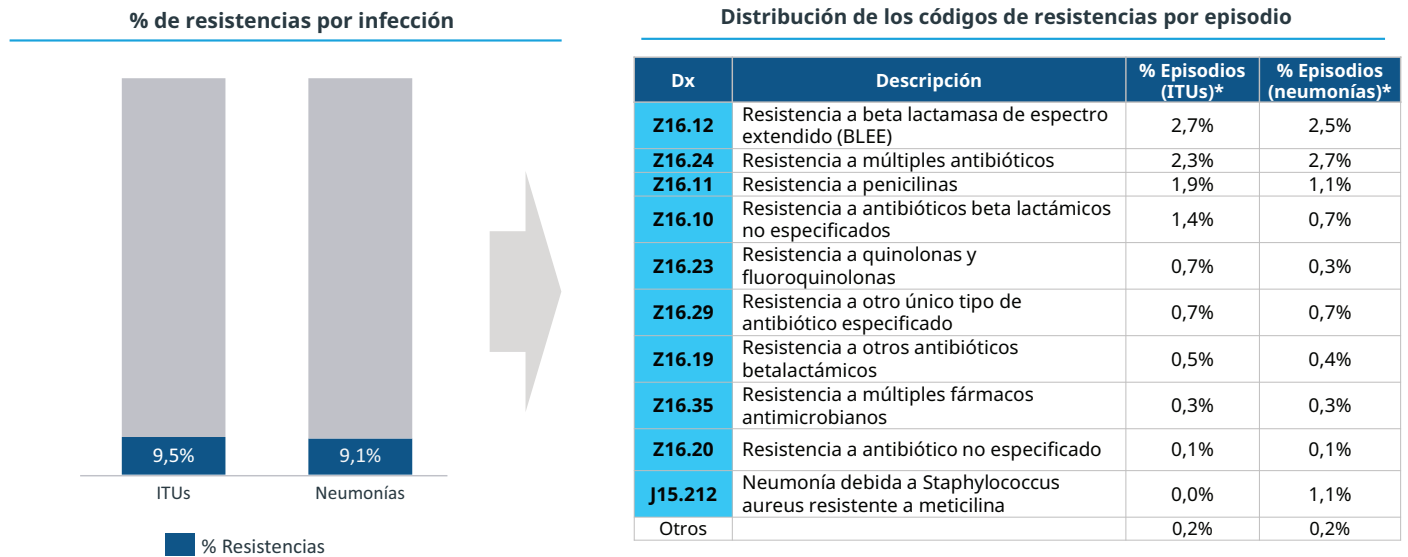 % de resistencias por infección
9,5%
9,1%
ITUs
Neumonías
% Resistencias
Distribución de los códigos de resistencias por episodio
Dx
Descripción
% Episodios
(ITUs)*
% Episodios
(neumonías)*
Z16.12
Resistencia a beta lactamasa de espectro
extendido (BLEE)
2,7%
2,5%
Z16.24
Resistencia a múltiples antibióticos
2,3%
2,7%
Z16.11
Resistencia a penicilinas
1,9%
1,1%
Z16.10
Resistencia a antibióticos beta lactámicos
no especificados
1,4%
0,7%
Z16.23
Resistencia a quinolonas y
fluoroquinolonas
0,7%
0,3%
Z16.29
Resistencia a otro único tipo de
antibiótico especificado
0,7%
0,7%
Z16.19
Resistencia a otros antibióticos
betalactámicos
0,5%
0,4%
Z16.35
Resistencia a múltiples fármacos
antimicrobianos
0,3%
0,3%
Z16.20
Resistencia a antibiótico no especificado
0,1%
0,1%
J15.212
Neumonía debida a Staphylococcus
aureus resistente a meticilina
0,0%
1,1%
Otros
0,2%
0,2%